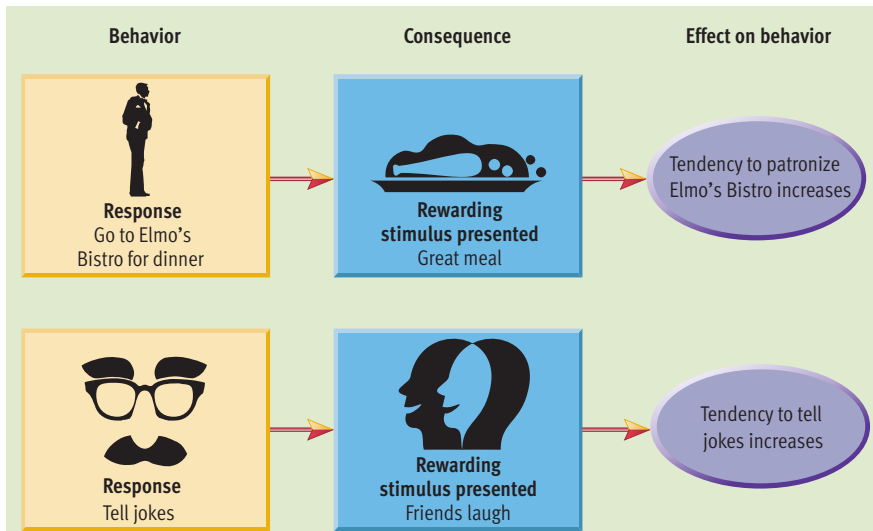 Behavior
Consequence
Effect on behavior
Response
Go to Elmo's
Bistro for dinner
Rewarding
stimulus presented
Great meal
Tendency to patronize
Elmo's Bistro increases
Response
Tell jokes
Rewarding
stimulus presented
Friends laugh
Tendency to tell
jokes increases